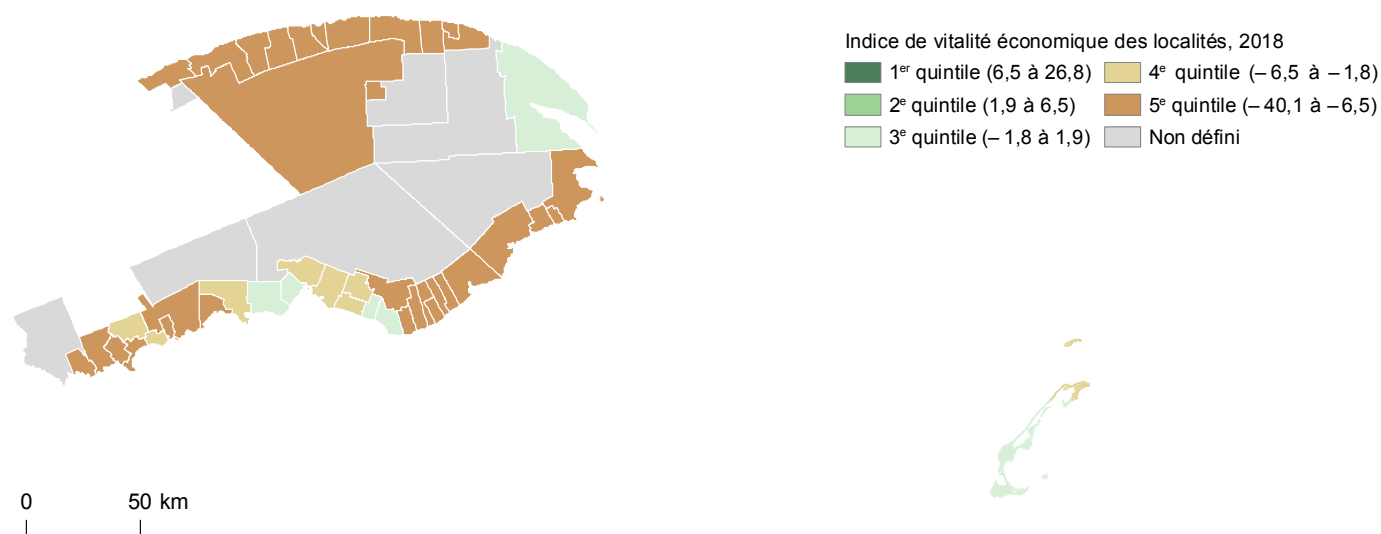 Indice de vitalité économique des localités, 2018
1er quintile (6,5 à 26,8)
2e quintile (1,9 à 6,5)
3e quintile (– 1,8 à 1,9)
4e quintile (– 6,5 à – 1,8)
5e quintile (– 40,1 à – 6,5)
Non défini
0 50 km